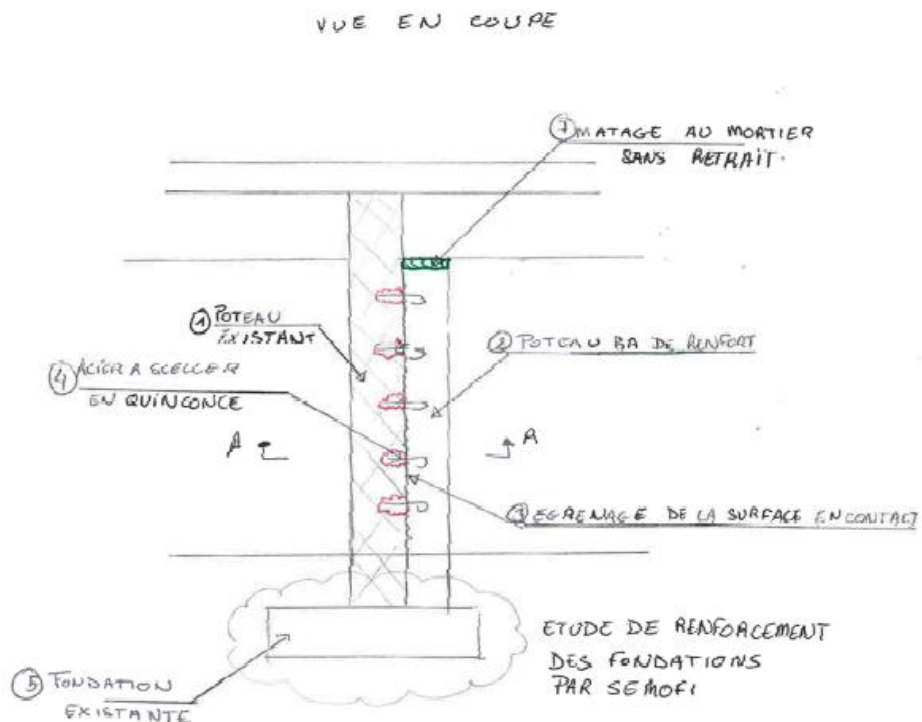 VUE EN COUPE
⑦ MATAGE AU MORTIER
SANS RETRAIT.
① POTEAU
EXISTANT
② POTEAU BA DE RENFORT
④ ACIER A SCELLER
EN QUINCONCE
A
A
③ EGRENAGE DE LA SURFACE EN CONTACT
ETUDE DE RENFORCEMENT
DES FONDATIONS
PAR SEMOFI
⑤ FONDATION
EXISTANTE